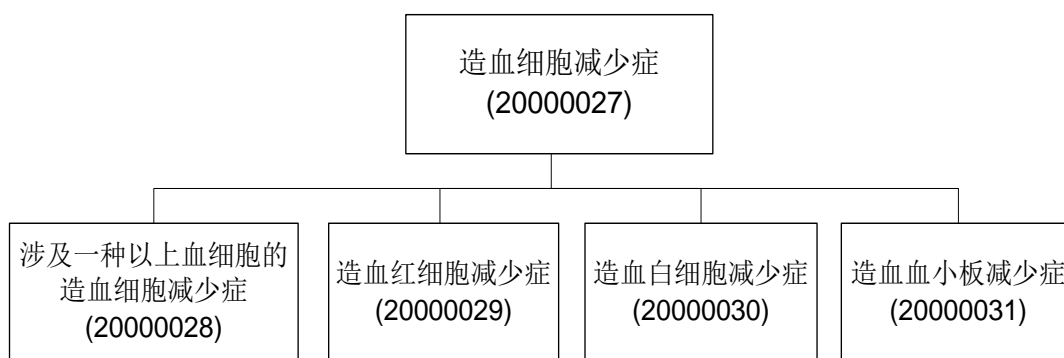 造血细胞减少症
(20000027)
涉及一种以上血细胞的
造血细胞减少症
(20000028)
造血红细胞减少症
(20000029)
造血白细胞减少症
(20000030)
造血血小板减少症
(20000031)